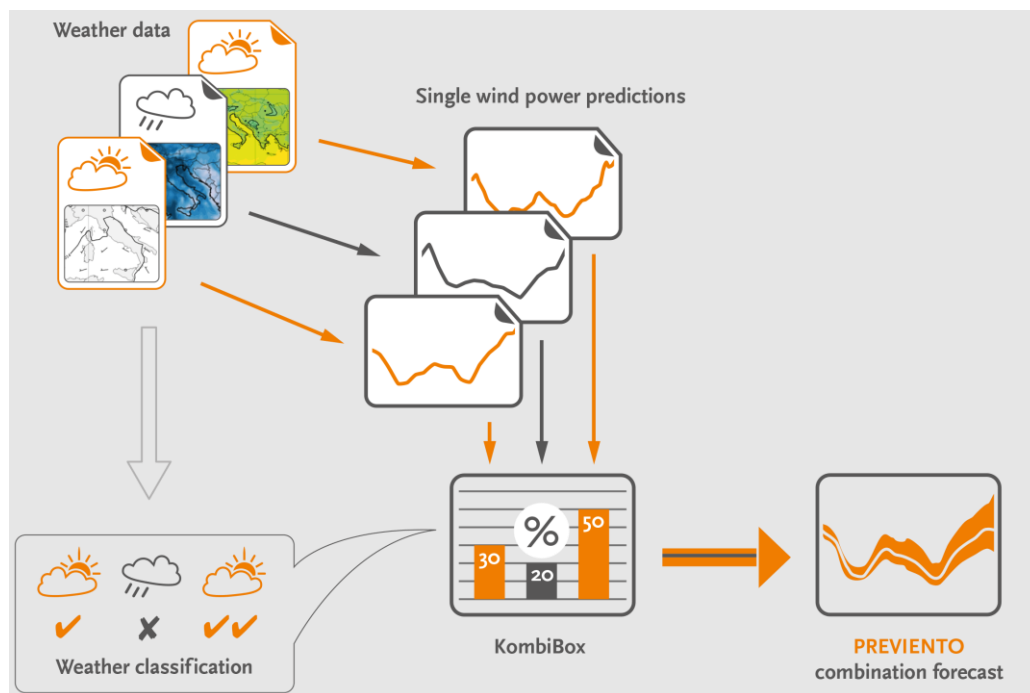 Weather data
Single wind power predictions
%
30
20
50
Weather classification
KombiBox
PREVIENTO
combination forecast